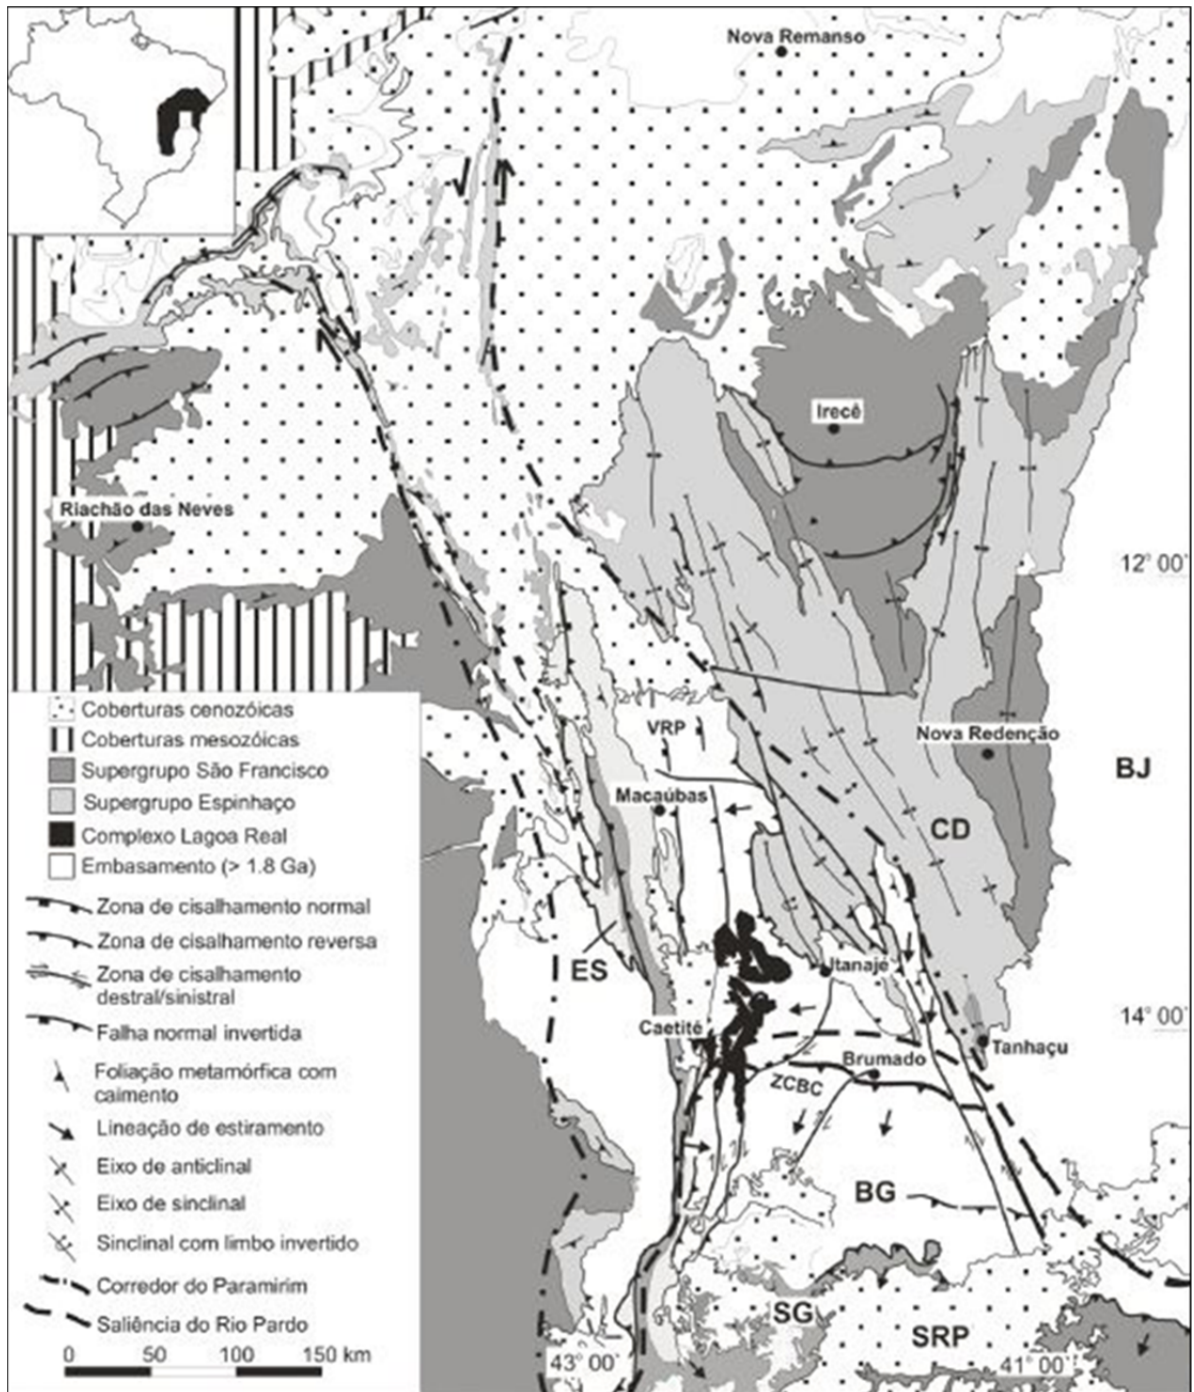 Nova Remanso
Irecê
Riachão das Neves
12° 00'
Coberturas cenozóicas
Coberturas mesozóicas
Supergrupo São Francisco
Supergrupo Espinhaço
Complexo Lagoa Real
Embasamento (> 1.8 Ga)
Zona de cisalhamento normal
Zona de cisalhamento reversa
Zona de cisalhamento
destral/sinistral
Falha normal invertida
Foliação metamórfica com
caimento
Lineação de estiramento
Eixo de anticlinal
Eixo de sinclinal
Sinclinal com limbo invertido
Corredor do Paramirim
Saliência do Rio Pardo
0 50 100 150 km
VRP
Nova Redenção
BJ
Macaúbas
CD
ES
Itanajé
14° 00'
Caetité
Tanhaçu
Brumado
ZCBC
BG
SG
SRP
43° 00'
41° 00'